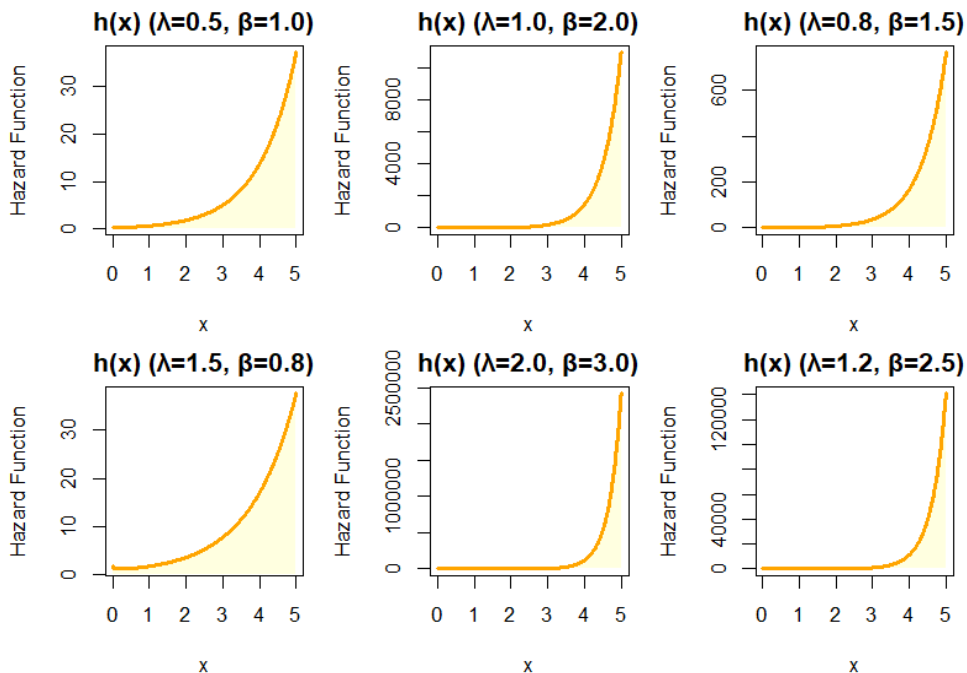 h(x) (λ=0.5, β=1.0)
Hazard Function
0 10 20 30
0 1 2 3 4 5
x
h(x) (λ=1.0, β=2.0)
Hazard Function
0 4000 8000
0 1 2 3 4 5
x
h(x) (λ=0.8, β=1.5)
Hazard Function
0 200 600
0 1 2 3 4 5
x
h(x) (λ=1.5, β=0.8)
Hazard Function
0 10 20 30
0 1 2 3 4 5
x
h(x) (λ=2.0, β=3.0)
Hazard Function
0 1000000 2500000
0 1 2 3 4 5
x
h(x) (λ=1.2, β=2.5)
Hazard Function
0 40000 120000
0 1 2 3 4 5
x